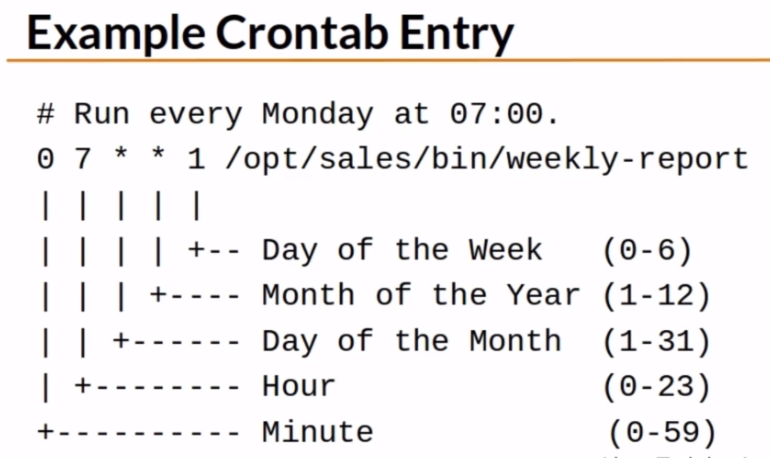 Example Crontab Entry
# Run every Monday at 07:00.
0 7 * * 1 /opt/sales/bin/weekly-report
| | | | |
| | | | +-- Day of the Week   (0-6)
| | | +---- Month of the Year (1-12)
| | +------ Day of the Month  (1-31)
| +-------- Hour              (0-23)
+---------- Minute            (0-59)